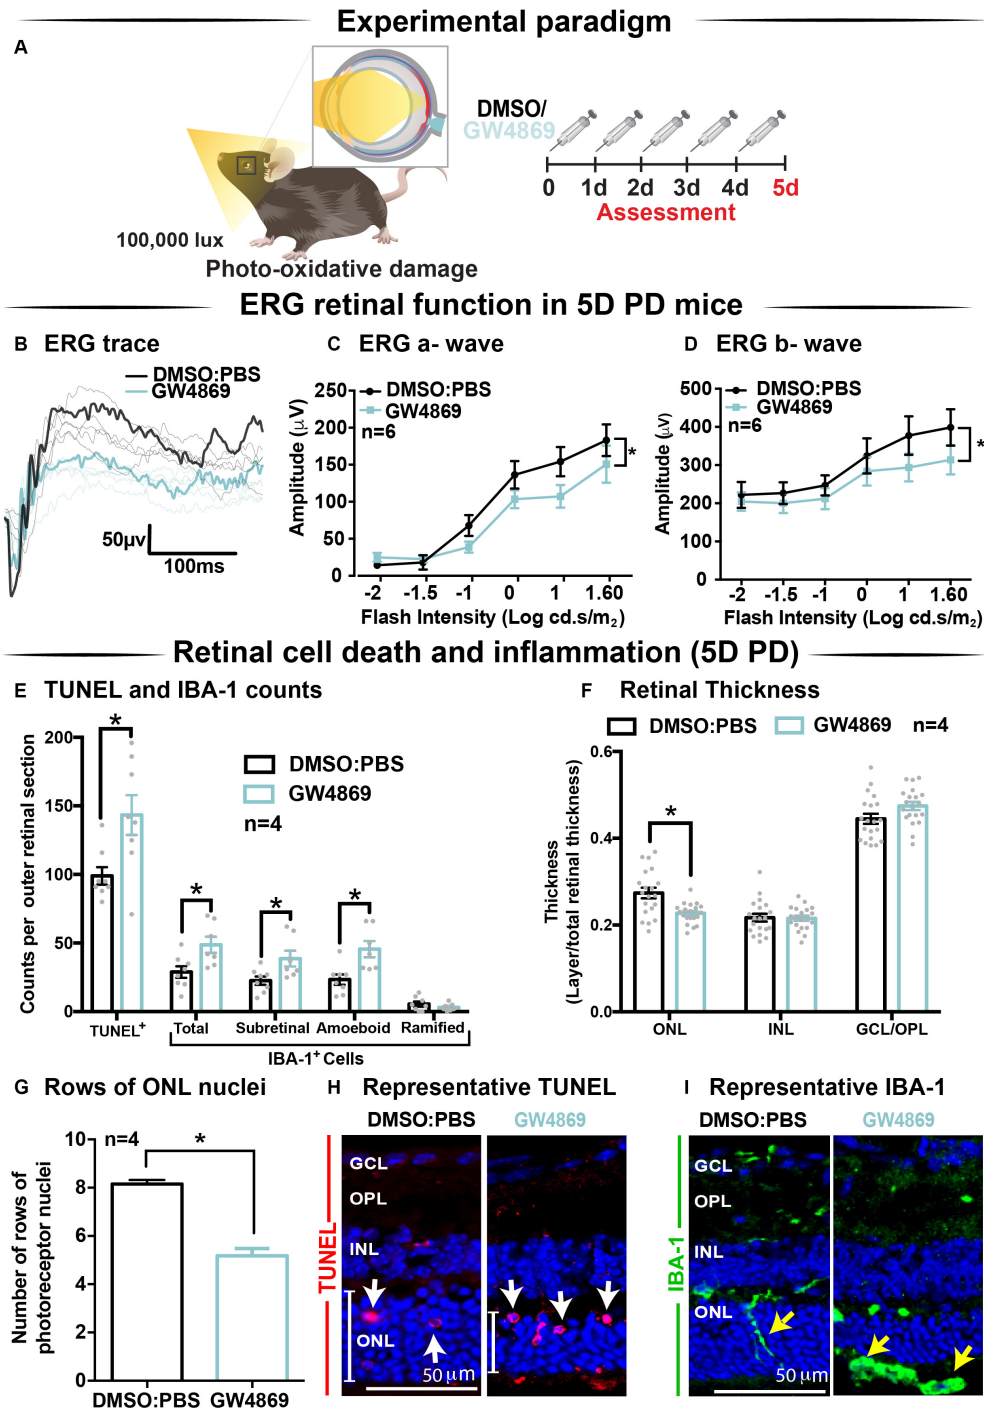 Experimental paradigm
A
DMSO/
GW4869
0 1d 2d 3d 4d 5d
Assessment
100,000 lux
Photo-oxidative damage
ERG retinal function in 5D PD mice
B ERG trace
DMSO:PBS
GW4869
50μv
100ms
C ERG a- wave
DMSO:PBS
GW4869
n=6
Amplitude (μV)
250
200
150
100
50
0
-2 -1.5 -1 0 1 1.60
Flash Intensity (Log cd.s/m2)
*
D ERG b- wave
DMSO:PBS
GW4869
n=6
Amplitude (μV)
500
400
300
200
100
0
-2 -1.5 -1 0 1 1.60
Flash Intensity (Log cd.s/m2)
*
Retinal cell death and inflammation (5D PD)
E TUNEL and IBA-1 counts
Counts per outer retinal section
200
150
100
50
0
DMSO:PBS
GW4869
n=4
* * * *
TUNEL+ Total Subretinal Amoeboid Ramified
IBA-1+ Cells
F Retinal Thickness
DMSO:PBS GW4869 n=4
Thickness
(Layer/total retinal thickness)
0.6
0.4
0.2
0.0
*
ONL INL GCL/OPL
G Rows of ONL nuclei
Number of rows of
photoreceptor nuclei
10
8
6
4
2
0
n=4
*
DMSO:PBS GW4869
H Representative TUNEL
DMSO:PBS GW4869
TUNEL
GCL
OPL
INL
ONL
50 μm
I Representative IBA-1
DMSO:PBS GW4869
IBA-1
GCL
OPL
INL
ONL
50 μm